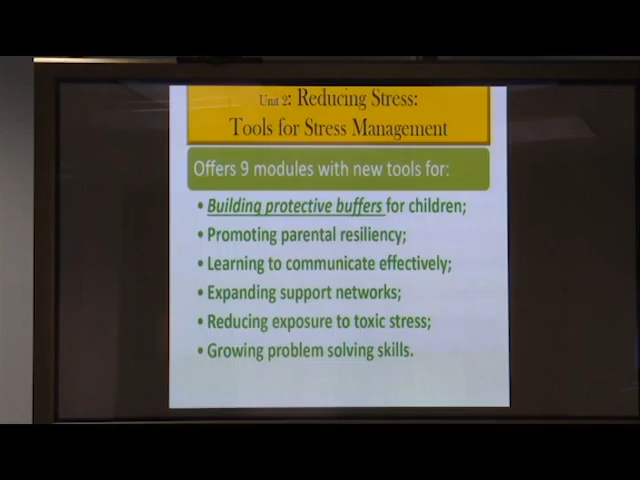 Unit 2: Reducing Stress:
Tools for Stress Management
Offers 9 modules with new tools for:
• Building protective buffers for children;
• Promoting parental resiliency;
• Learning to communicate effectively;
• Expanding support networks;
• Reducing exposure to toxic stress;
• Growing problem solving skills.